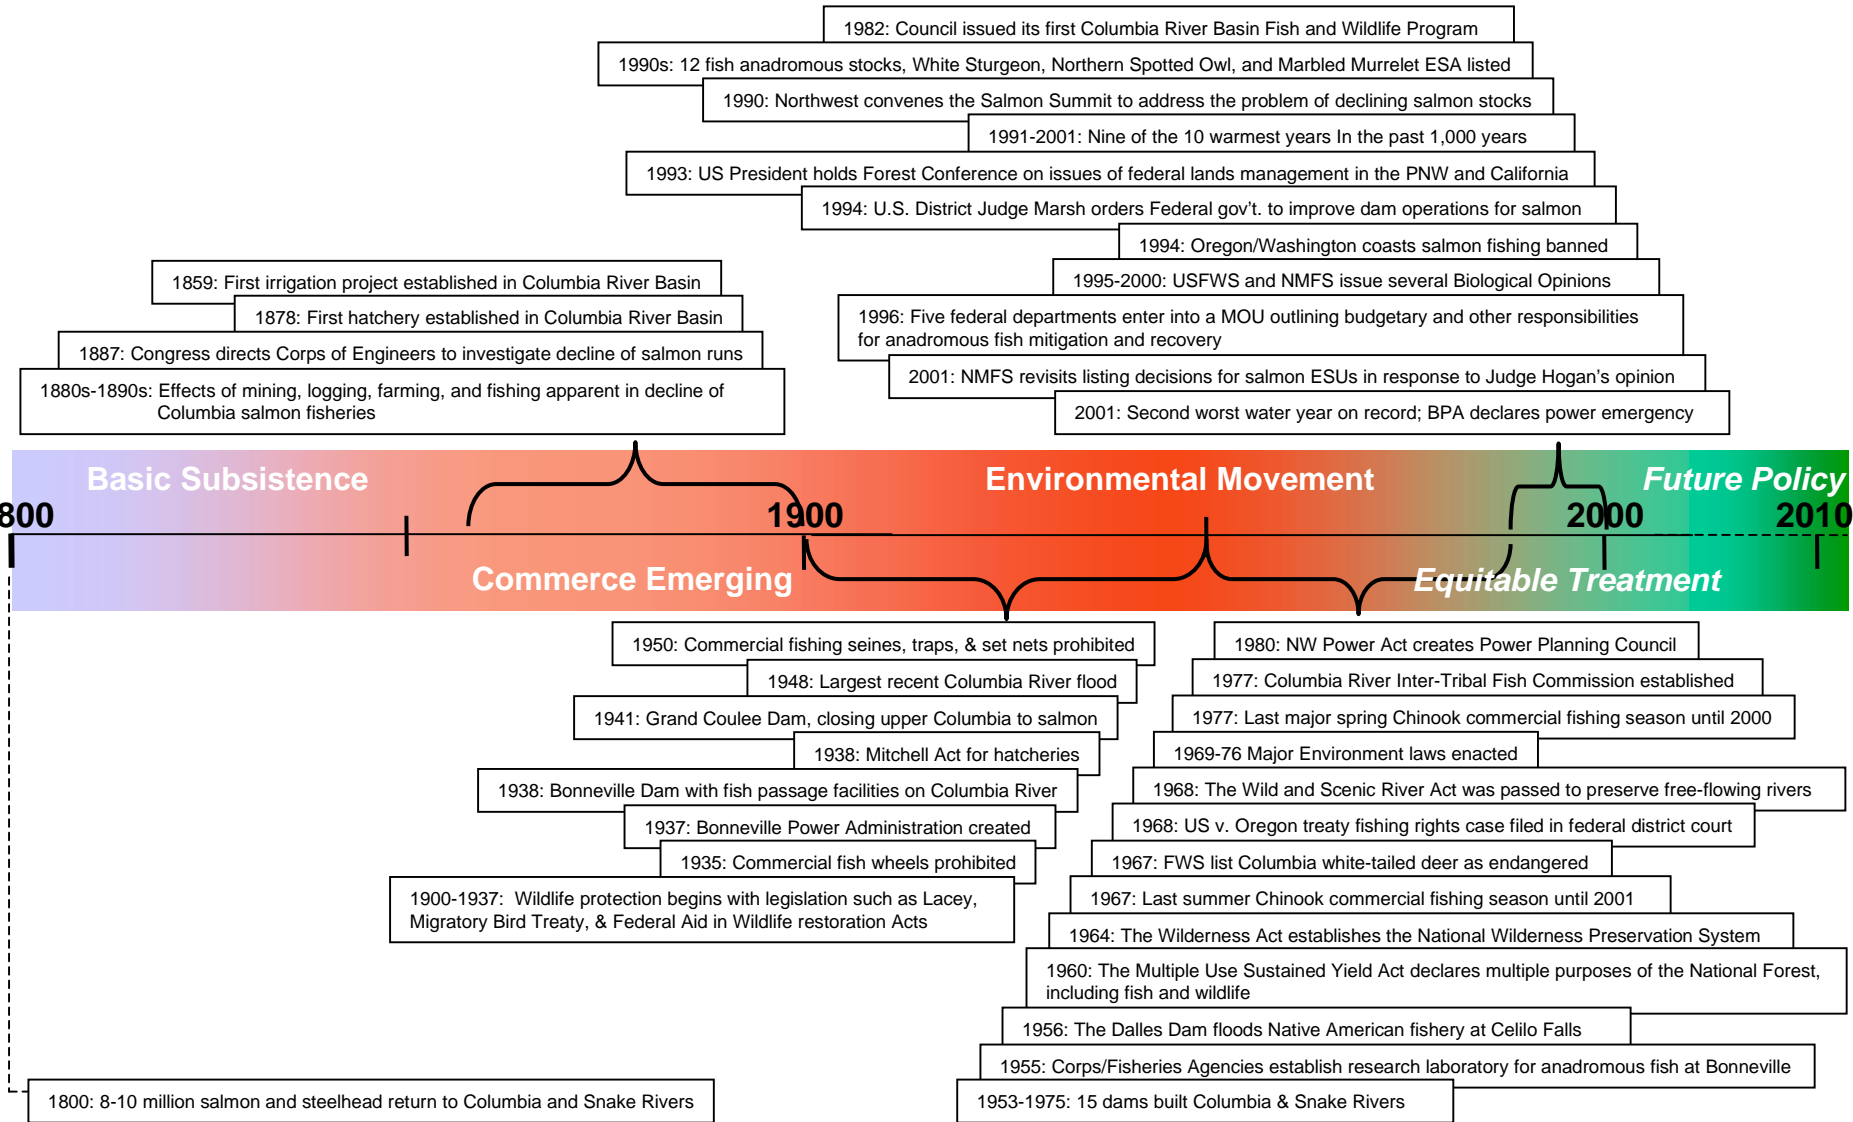 1982: Council issued its first Columbia River Basin Fish and Wildlife Program
1990s: 12 fish anadromous stocks, White Sturgeon, Northern Spotted Owl, and Marbled Murrelet ESA listed
1990: Northwest convenes the Salmon Summit to address the problem of declining salmon stocks
1991-2001: Nine of the 10 warmest years In the past 1,000 years
1993: US President holds Forest Conference on issues of federal lands management in the PNW and California
1994: U.S. District Judge Marsh orders Federal gov't. to improve dam operations for salmon
1994: Oregon/Washington coasts salmon fishing banned
1995-2000: USFWS and NMFS issue several Biological Opinions
1996: Five federal departments enter into a MOU outlining budgetary and other responsibilities
for anadromous fish mitigation and recovery
2001: NMFS revisits listing decisions for salmon ESUs in response to Judge Hogan's opinion
2001: Second worst water year on record; BPA declares power emergency
1859: First irrigation project established in Columbia River Basin
1878: First hatchery established in Columbia River Basin
1887: Congress directs Corps of Engineers to investigate decline of salmon runs
1880s-1890s: Effects of mining, logging, farming, and fishing apparent in decline of
Columbia salmon fisheries
Basic Subsistence
Environmental Movement
Future Policy
800
1900
2000
2010
Commerce Emerging
Equitable Treatment
1950: Commercial fishing seines, traps, & set nets prohibited
1948: Largest recent Columbia River flood
1941: Grand Coulee Dam, closing upper Columbia to salmon
1938: Mitchell Act for hatcheries
1938: Bonneville Dam with fish passage facilities on Columbia River
1937: Bonneville Power Administration created
1935: Commercial fish wheels prohibited
1900-1937: Wildlife protection begins with legislation such as Lacey,
Migratory Bird Treaty, & Federal Aid in Wildlife restoration Acts
1980: NW Power Act creates Power Planning Council
1977: Columbia River Inter-Tribal Fish Commission established
1977: Last major spring Chinook commercial fishing season until 2000
1969-76 Major Environment laws enacted
1968: The Wild and Scenic River Act was passed to preserve free-flowing rivers
1968: US v. Oregon treaty fishing rights case filed in federal district court
1967: FWS list Columbia white-tailed deer as endangered
1967: Last summer Chinook commercial fishing season until 2001
1964: The Wilderness Act establishes the National Wilderness Preservation System
1960: The Multiple Use Sustained Yield Act declares multiple purposes of the National Forest,
including fish and wildlife
1956: The Dalles Dam floods Native American fishery at Celilo Falls
1955: Corps/Fisheries Agencies establish research laboratory for anadromous fish at Bonneville
1953-1975: 15 dams built Columbia & Snake Rivers
1800: 8-10 million salmon and steelhead return to Columbia and Snake Rivers